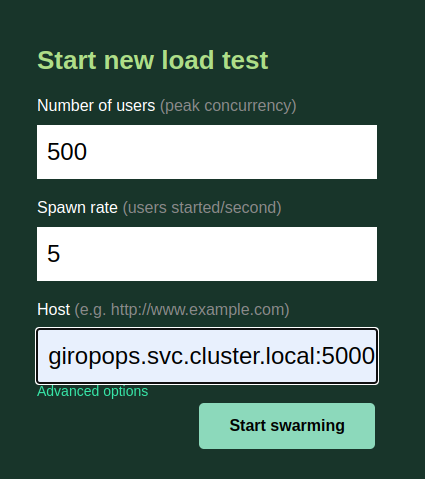 Start new load test
Number of users (peak concurrency)
500
Spawn rate (users started/second)
5
Host (e.g. http://www.example.com)
giropops.svc.cluster.local:5000
Advanced options
Start swarming